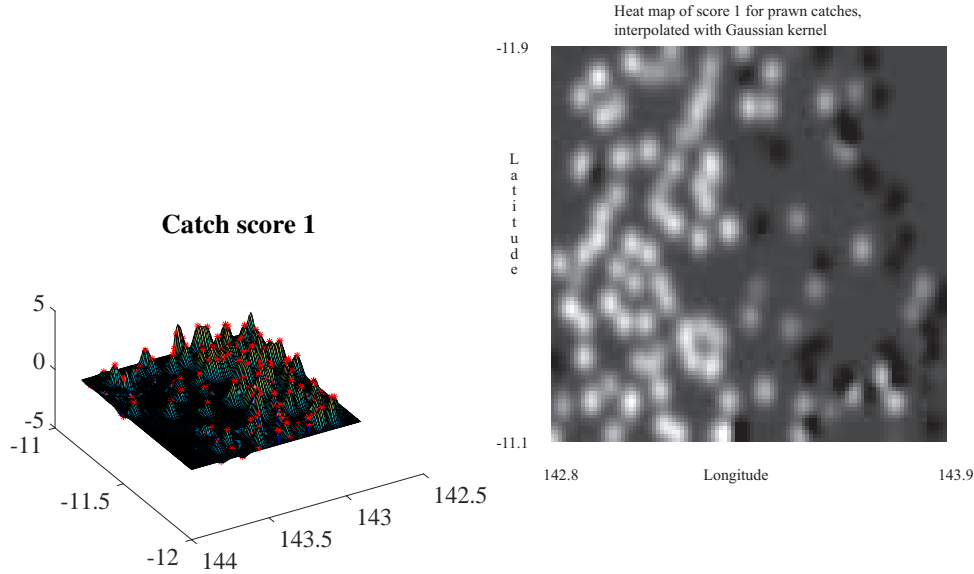 Catch score 1
5
0
-5
-11
-11.5
-12
144
143.5
143
142.5
Heat map of score 1 for prawn catches,
interpolated with Gaussian kernel
-11.9
Latitude
-11.1
142.8
Longitude
143.9